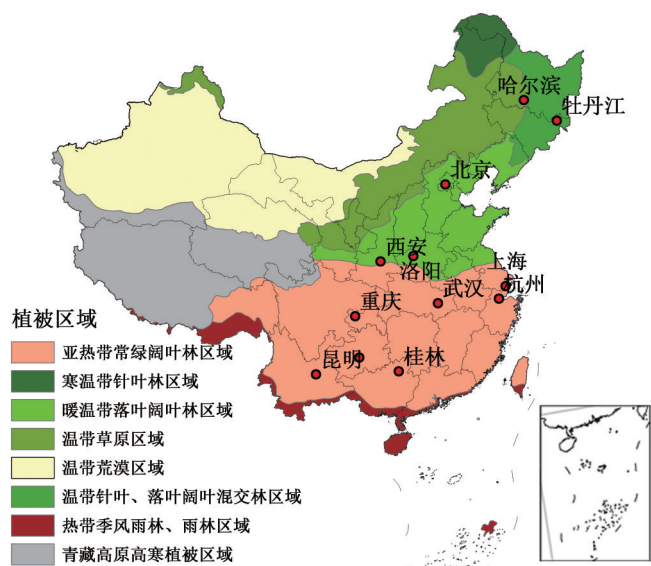 哈尔滨
牡丹江
北京
西安
洛阳
上海
杭州
武汉
重庆
昆明
桂林
植被区域
亚热带常绿阔叶林区域
寒温带针叶林区域
暖温带落叶阔叶林区域
温带草原区域
温带荒漠区域
温带针叶、落叶阔叶混交林区域
热带季风雨林、雨林区域
青藏高原高寒植被区域